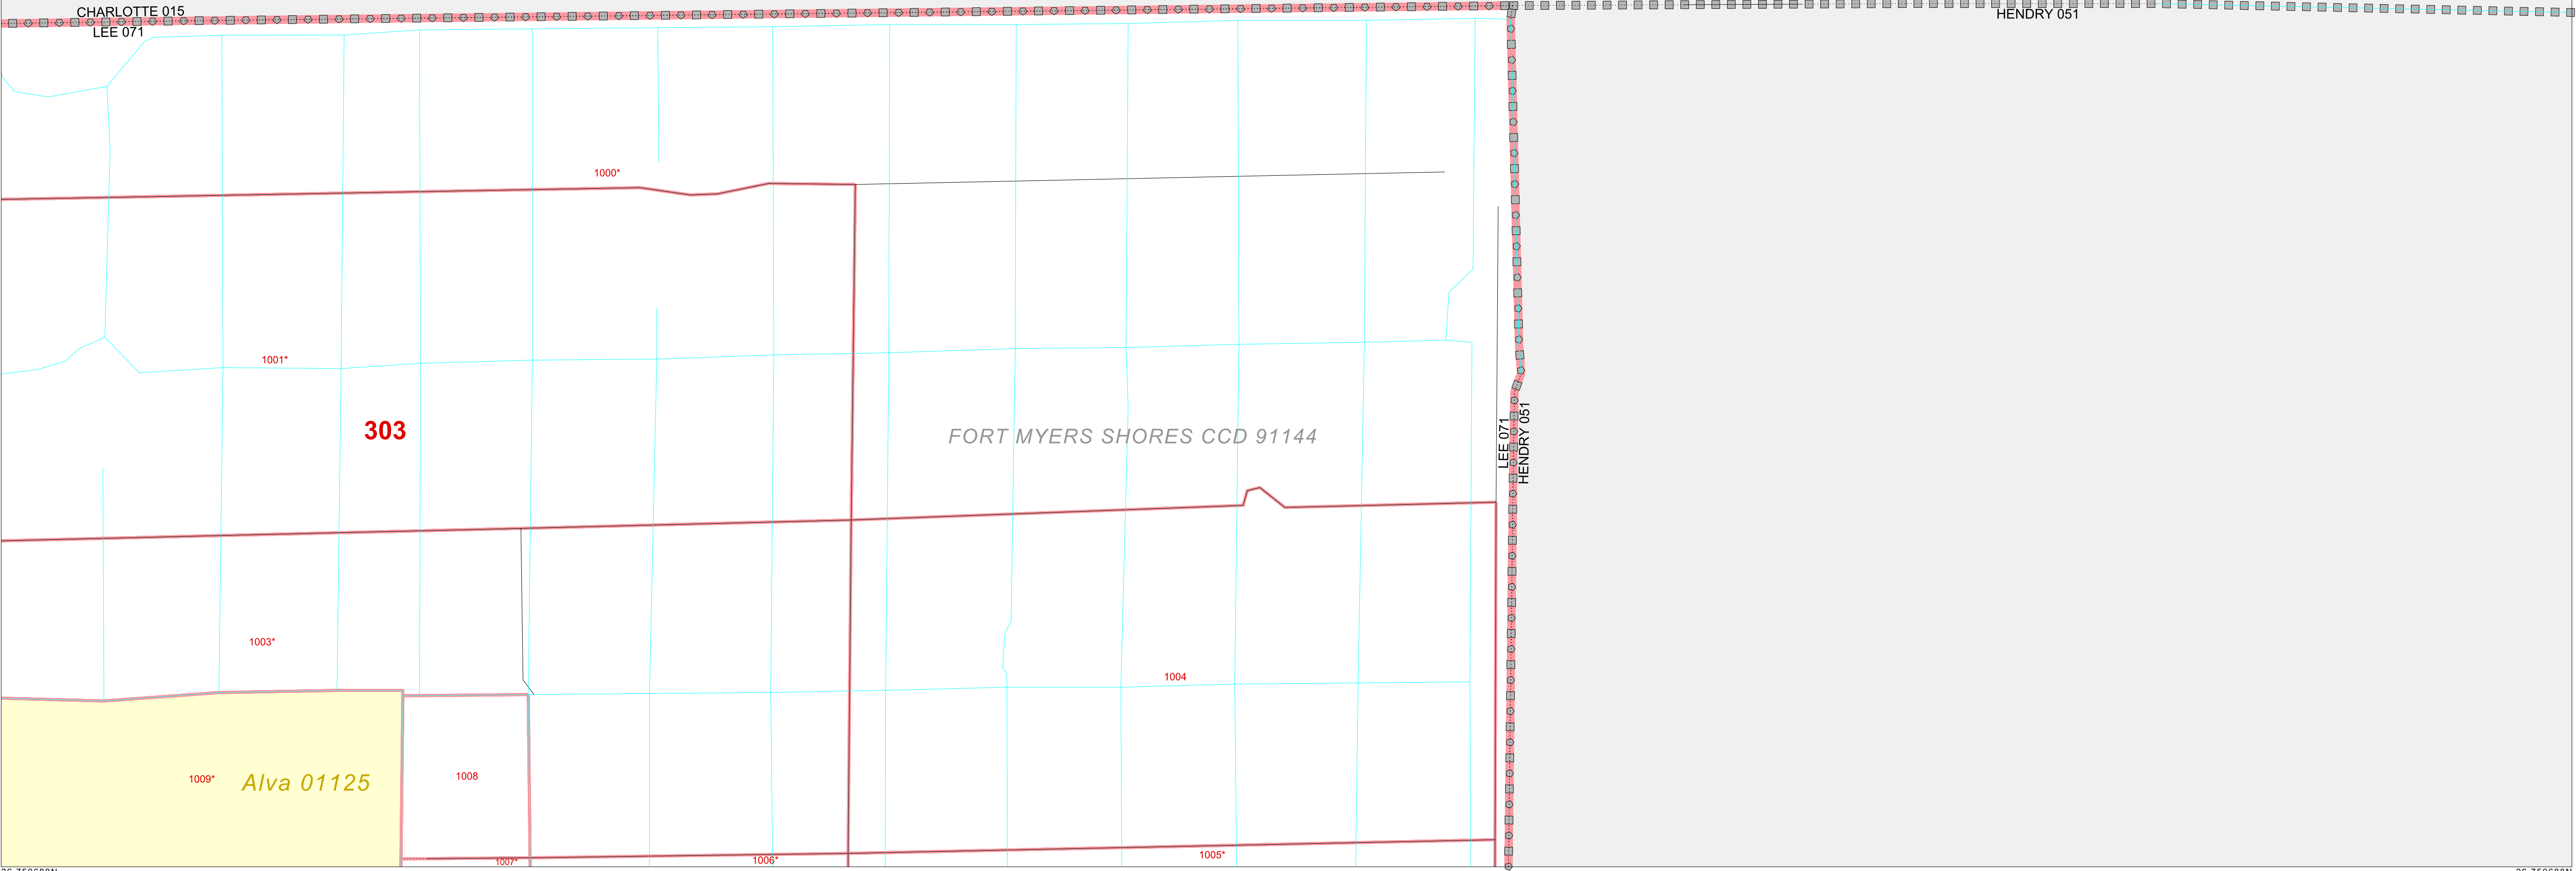 CHARLOTTE 015
LEE 071
HENDRY 051
1000*
1001*
303
FORT MYERS SHORES CCD 91144
LEE 071
HENDRY 051
1003*
1004
1009*
Alva 01125
1008
1007*
1006*
1005*